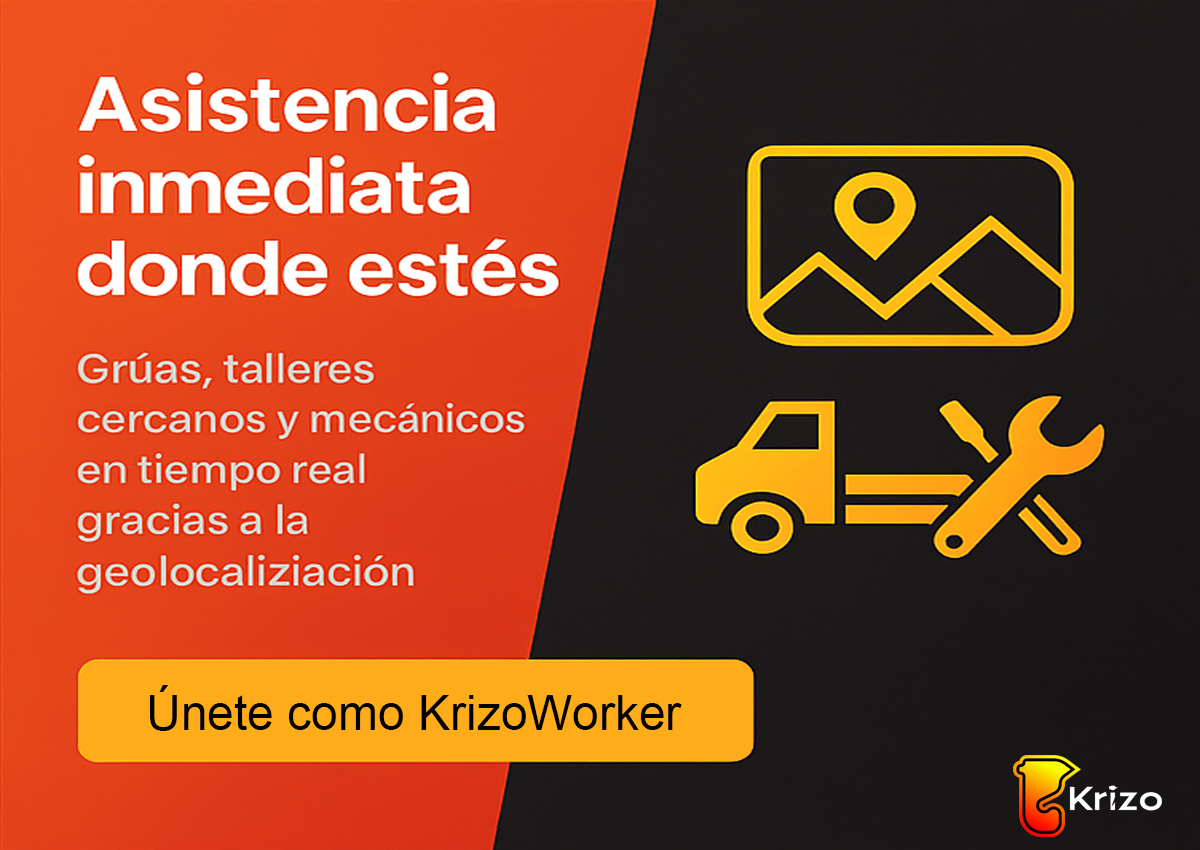 Asistencia
inmediata
donde estés
Grúas, talleres
cercanos y mecánicos
en tiempo real
gracias a la
geolocaliziación
Únete como KrizoWorker
Krizo